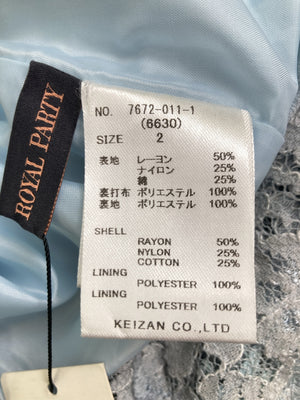 ROYAL PARTY
NO. 7672-011-1
(6630)
SIZE 2
表地 レーヨン 50%
ナイロン 25%
綿 25%
裏打布 ポリエステル 100%
裏地 ポリエステル 100%
SHELL
RAYON 50%
NYLON 25%
COTTON 25%
LINING
POLYESTER 100%
LINING
POLYESTER 100%
KEIZAN CO.,LTD